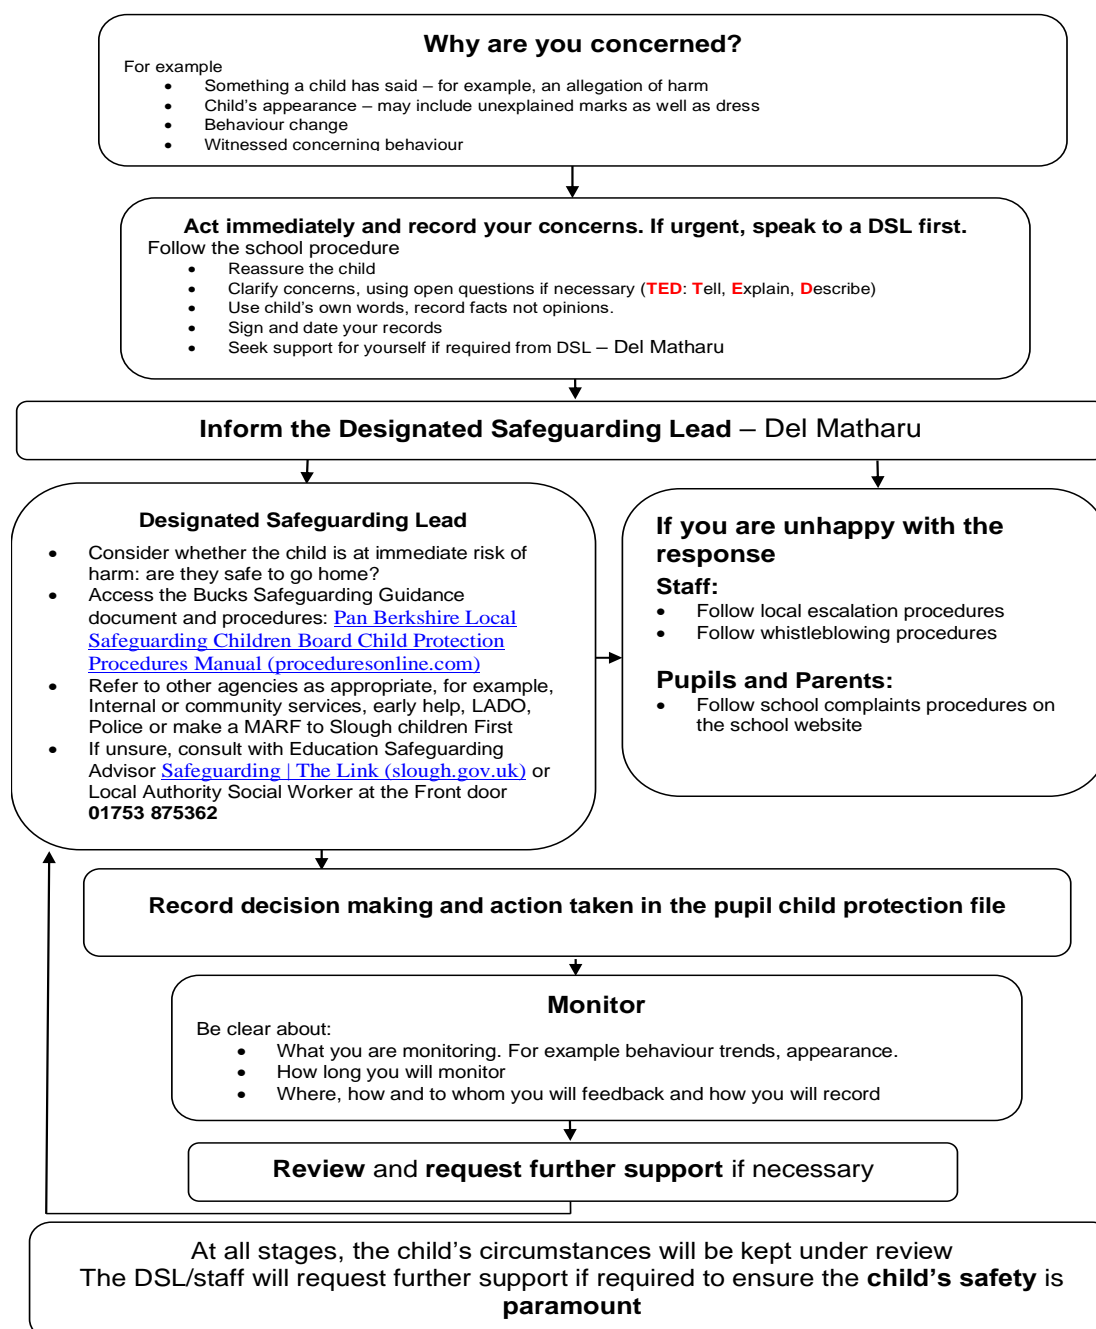 Why are you concerned?
For example
• Something a child has said – for example, an allegation of harm
• Child's appearance – may include unexplained marks as well as dress
• Behaviour change
• Witnessed concerning behaviour
Act immediately and record your concerns. If urgent, speak to a DSL first.
Follow the school procedure
• Reassure the child
• Clarify concerns, using open questions if necessary (TED: Tell, Explain, Describe)
• Use child's own words, record facts not opinions.
• Sign and date your records
• Seek support for yourself if required from DSL – Del Matharu
Inform the Designated Safeguarding Lead – Del Matharu
Designated Safeguarding Lead
• Consider whether the child is at immediate risk of
harm: are they safe to go home?
• Access the Bucks Safeguarding Guidance
document and procedures: Pan Berkshire Local
Safeguarding Children Board Child Protection
Procedures Manual (proceduresonline.com)
• Refer to other agencies as appropriate, for example,
Internal or community services, early help, LADO,
Police or make a MARF to Slough children First
• If unsure, consult with Education Safeguarding
Advisor Safeguarding | The Link (slough.gov.uk) or
Local Authority Social Worker at the Front door
01753 875362
If you are unhappy with the
response
Staff:
• Follow local escalation procedures
• Follow whistleblowing procedures
Pupils and Parents:
• Follow school complaints procedures on
the school website
Record decision making and action taken in the pupil child protection file
Monitor
Be clear about:
• What you are monitoring. For example behaviour trends, appearance.
• How long you will monitor
• Where, how and to whom you will feedback and how you will record
Review and request further support if necessary
At all stages, the child's circumstances will be kept under review
The DSL/staff will request further support if required to ensure the child's safety is
paramount